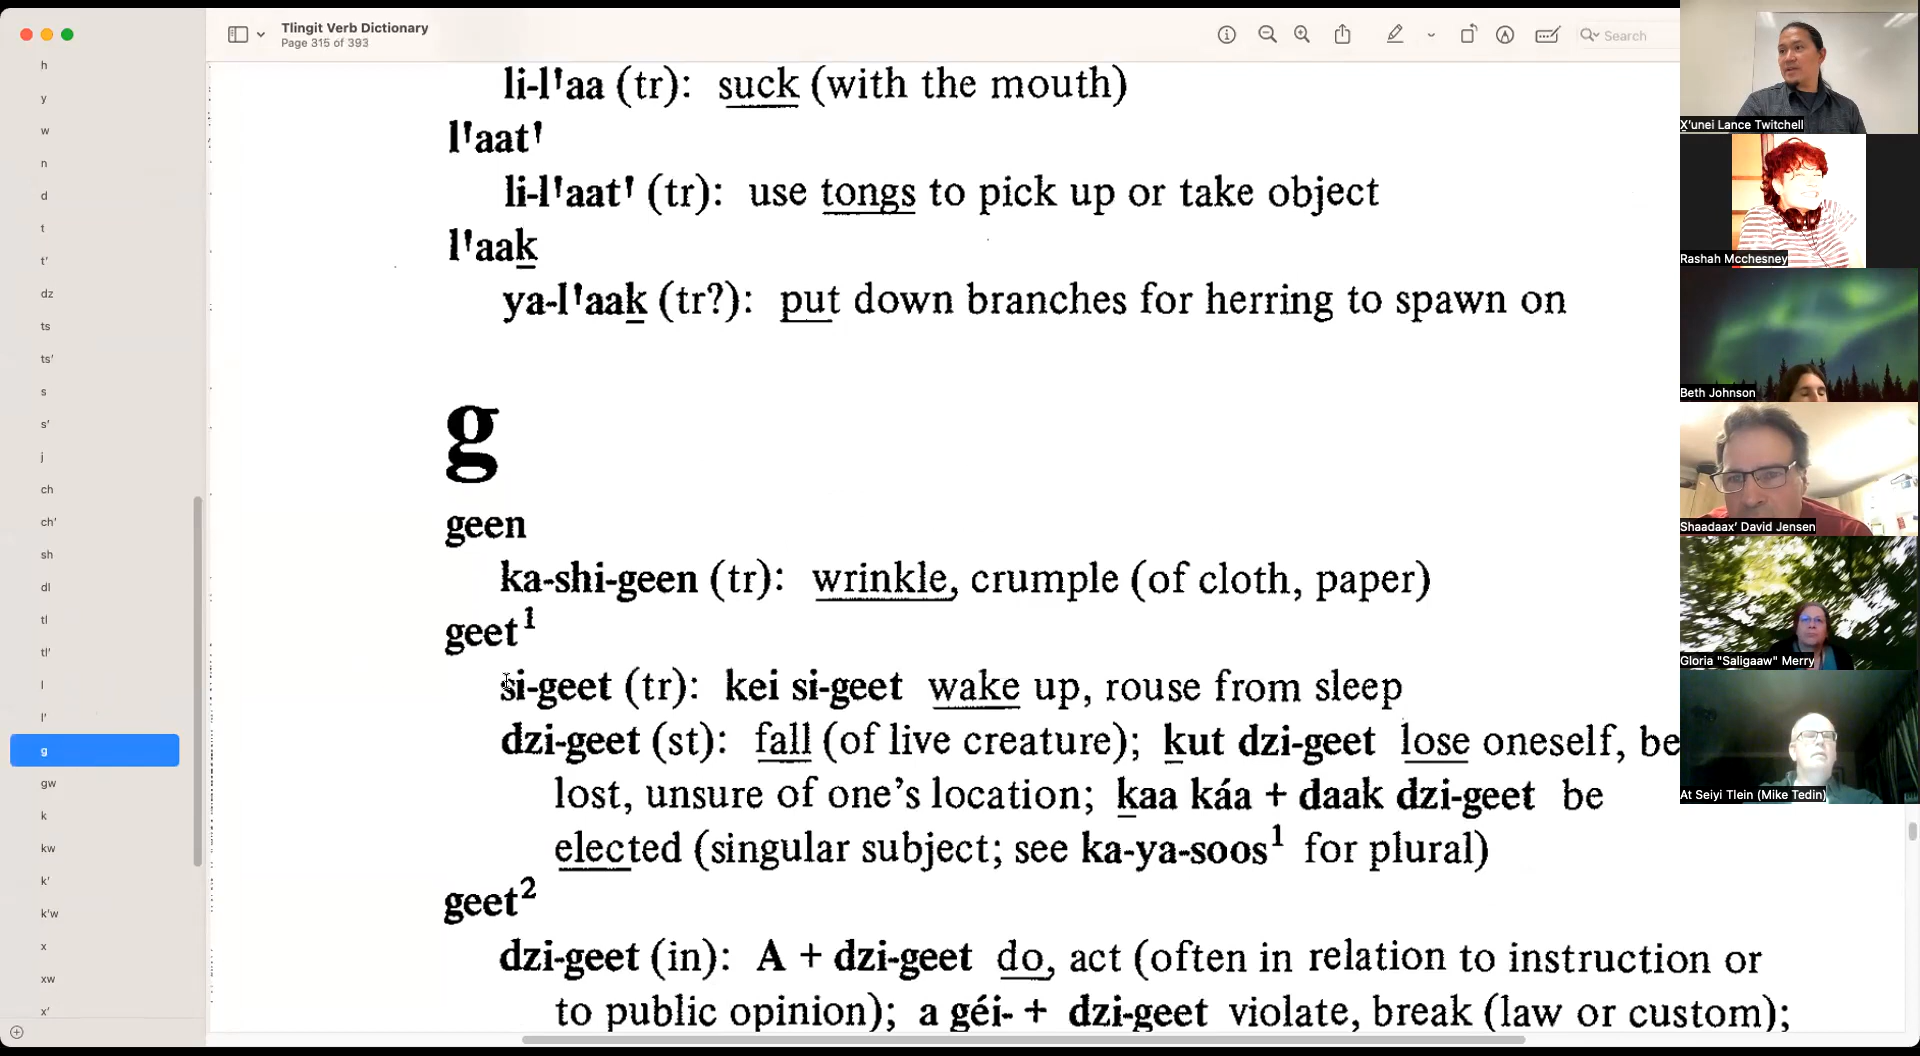 Tlingit Verb Dictionary
Page 315 of 393
Search
h
y
w
n
d
t
t'
dz
ts
ts'
s
s'
j
ch
ch'
sh
dl
tl
tl'
l
l'
g
gw
k
kw
k'
k'w
x
xw
x'
li-l'aa (tr): suck (with the mouth)
l'aat'
li-l'aat' (tr): use tongs to pick up or take object
l'aaḵ
ya-l'aaḵ (tr?): put down branches for herring to spawn on
g
geen
ka-shi-geen (tr): wrinkle, crumple (of cloth, paper)
geet¹
si-geet (tr): kei si-geet wake up, rouse from sleep
dzi-geet (st): fall (of live creature); ḵut dzi-geet lose oneself, be
lost, unsure of one's location; ḵaa káa + daak dzi-geet be
elected (singular subject; see ka-ya-soos¹ for plural)
geet²
dzi-geet (in): A + dzi-geet do, act (often in relation to instruction or
to public opinion); a géi- + dzi-geet violate, break (law or custom);
X̱'unei Lance Twitchell
Rashah Mcchesney
Beth Johnson
Shaadaax' David Jensen
Gloria "Saligaaw" Merry
At Seiyi Tlein (Mike Tedin)